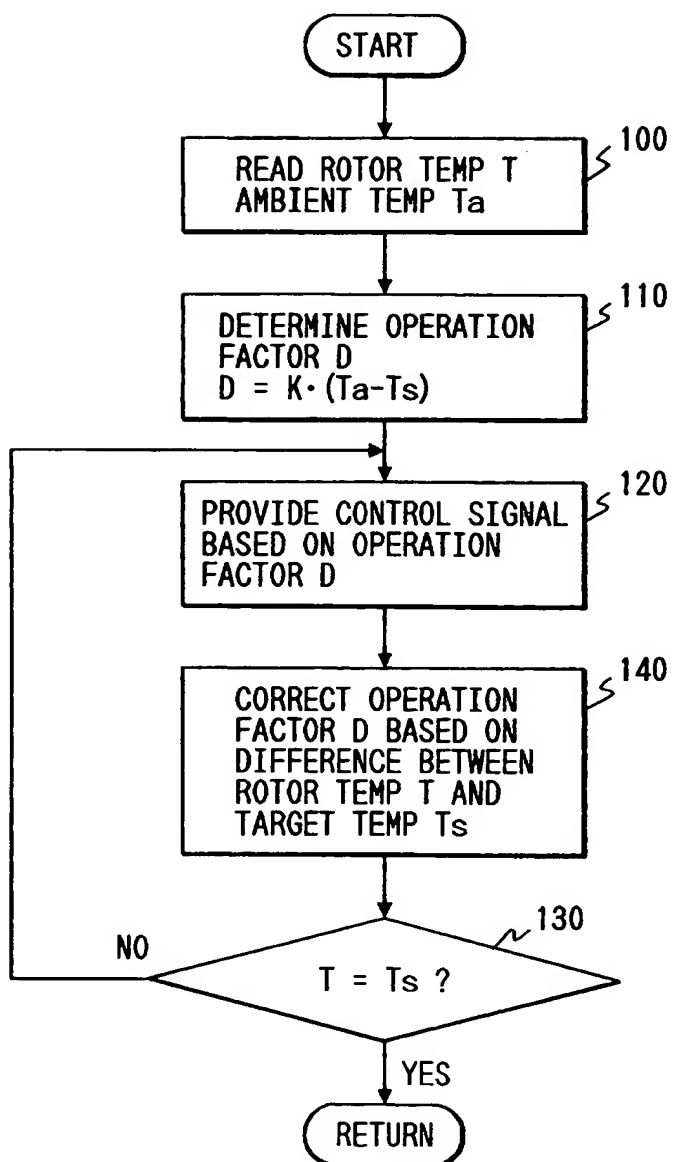 START
100
READ ROTOR TEMP T
AMBIENT TEMP Ta
110
DETERMINE OPERATION
FACTOR D
D = K·(Ta-Ts)
120
PROVIDE CONTROL SIGNAL
BASED ON OPERATION
FACTOR D
140
CORRECT OPERATION
FACTOR D BASED ON
DIFFERENCE BETWEEN
ROTOR TEMP T AND
TARGET TEMP Ts
130
NO
T = Ts ?
YES
RETURN